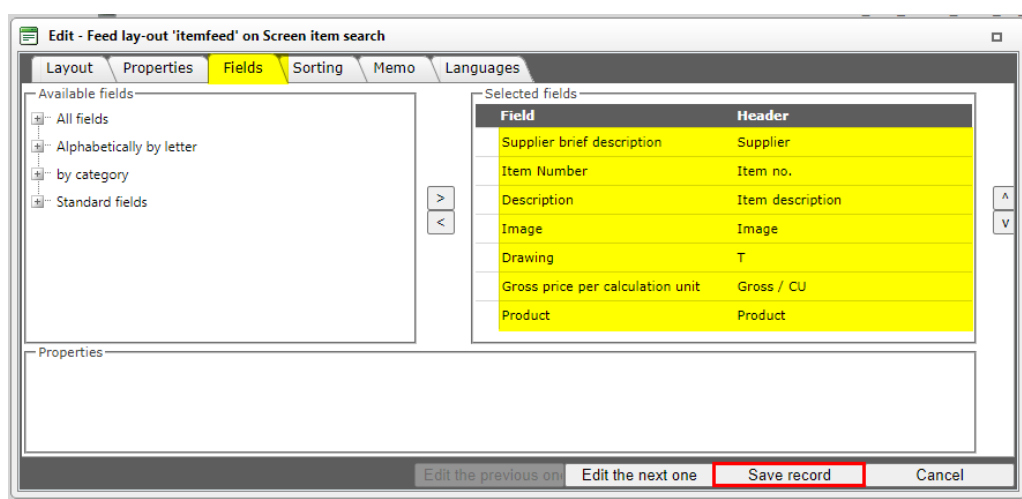 Edit - Feed lay-out 'itemfeed' on Screen item search
Layout Properties Fields Sorting Memo Languages
Available fields
All fields
Alphabetically by letter
by category
Standard fields
>
<
Selected fields
Field Header
Supplier brief description Supplier
Item Number Item no.
Description Item description
Image Image
Drawing T
Gross price per calculation unit Gross / CU
Product Product
^
v
Properties
Edit the previous one Edit the next one Save record Cancel